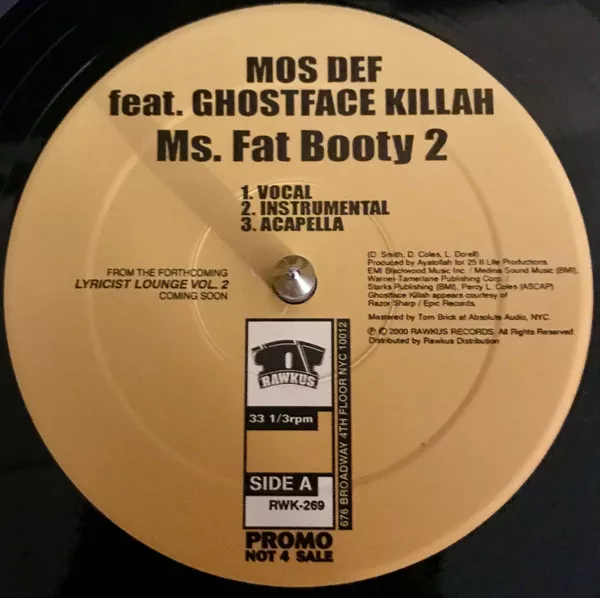 MOS DEF
feat. GHOSTFACE KILLAH
Ms. Fat Booty 2
1. VOCAL
2. INSTRUMENTAL
3. ACAPELLA
FROM THE FORTHCOMING
LYRICIST LOUNGE VOL. 2
COMING SOON
(D. Smith, D. Coles, L. Dorell)
Produced by Ayatollah for 25 II Life Productions.
EMI Blackwood Music Inc. / Medina Sound Music (BMI),
Warner-Tamerlane Publishing Corp. /
Starks Publishing (BMI), Percy L. Coles (ASCAP)
Ghostface Killah appears courtesy of
Razor Sharp / Epic Records.
Mastered by Tom Brick at Absolute Audio, NYC.
℗ © 2000 RAWKUS RECORDS. All Rights Reserved.
Distributed by Rawkus Distribution
RAWKUS
33 1/3rpm
SIDE A
RWK-269
676 BROADWAY 4TH FLOOR NYC 10012
PROMO
NOT 4 SALE